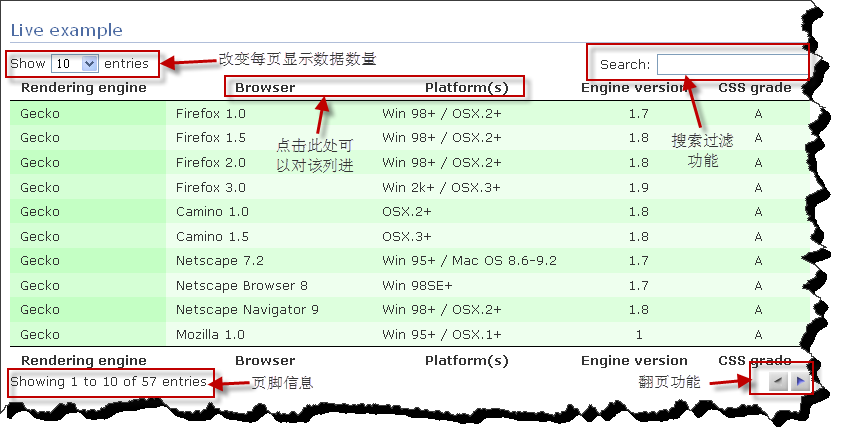 Live example
Show 10 entries 改变每页显示数据数量 Search:
Rendering engine Browser Platform(s) Engine version CSS grade
Gecko Firefox 1.0 Win 98+ / OSX.2+ 1.7 A
Gecko Firefox 1.5 Win 98+ / OSX.2+ 1.8 A
Gecko Firefox 2.0 Win 98+ / OSX.2+ 1.8 A
Gecko Firefox 3.0 Win 2k+ / OSX.3+ 1.9 A
Gecko Camino 1.0 OSX.2+ 1.8 A
Gecko Camino 1.5 OSX.3+ 1.8 A
Gecko Netscape 7.2 Win 95+ / Mac OS 8.6-9.2 1.7 A
Gecko Netscape Browser 8 Win 98SE+ 1.7 A
Gecko Netscape Navigator 9 Win 98+ / OSX.2+ 1.8 A
Gecko Mozilla 1.0 Win 95+ / OSX.1+ 1 A
点击此处可
以对该列进
搜索过滤
功能
Rendering engine Browser Platform(s) Engine version CSS grade
Showing 1 to 10 of 57 entries 页脚信息 翻页功能